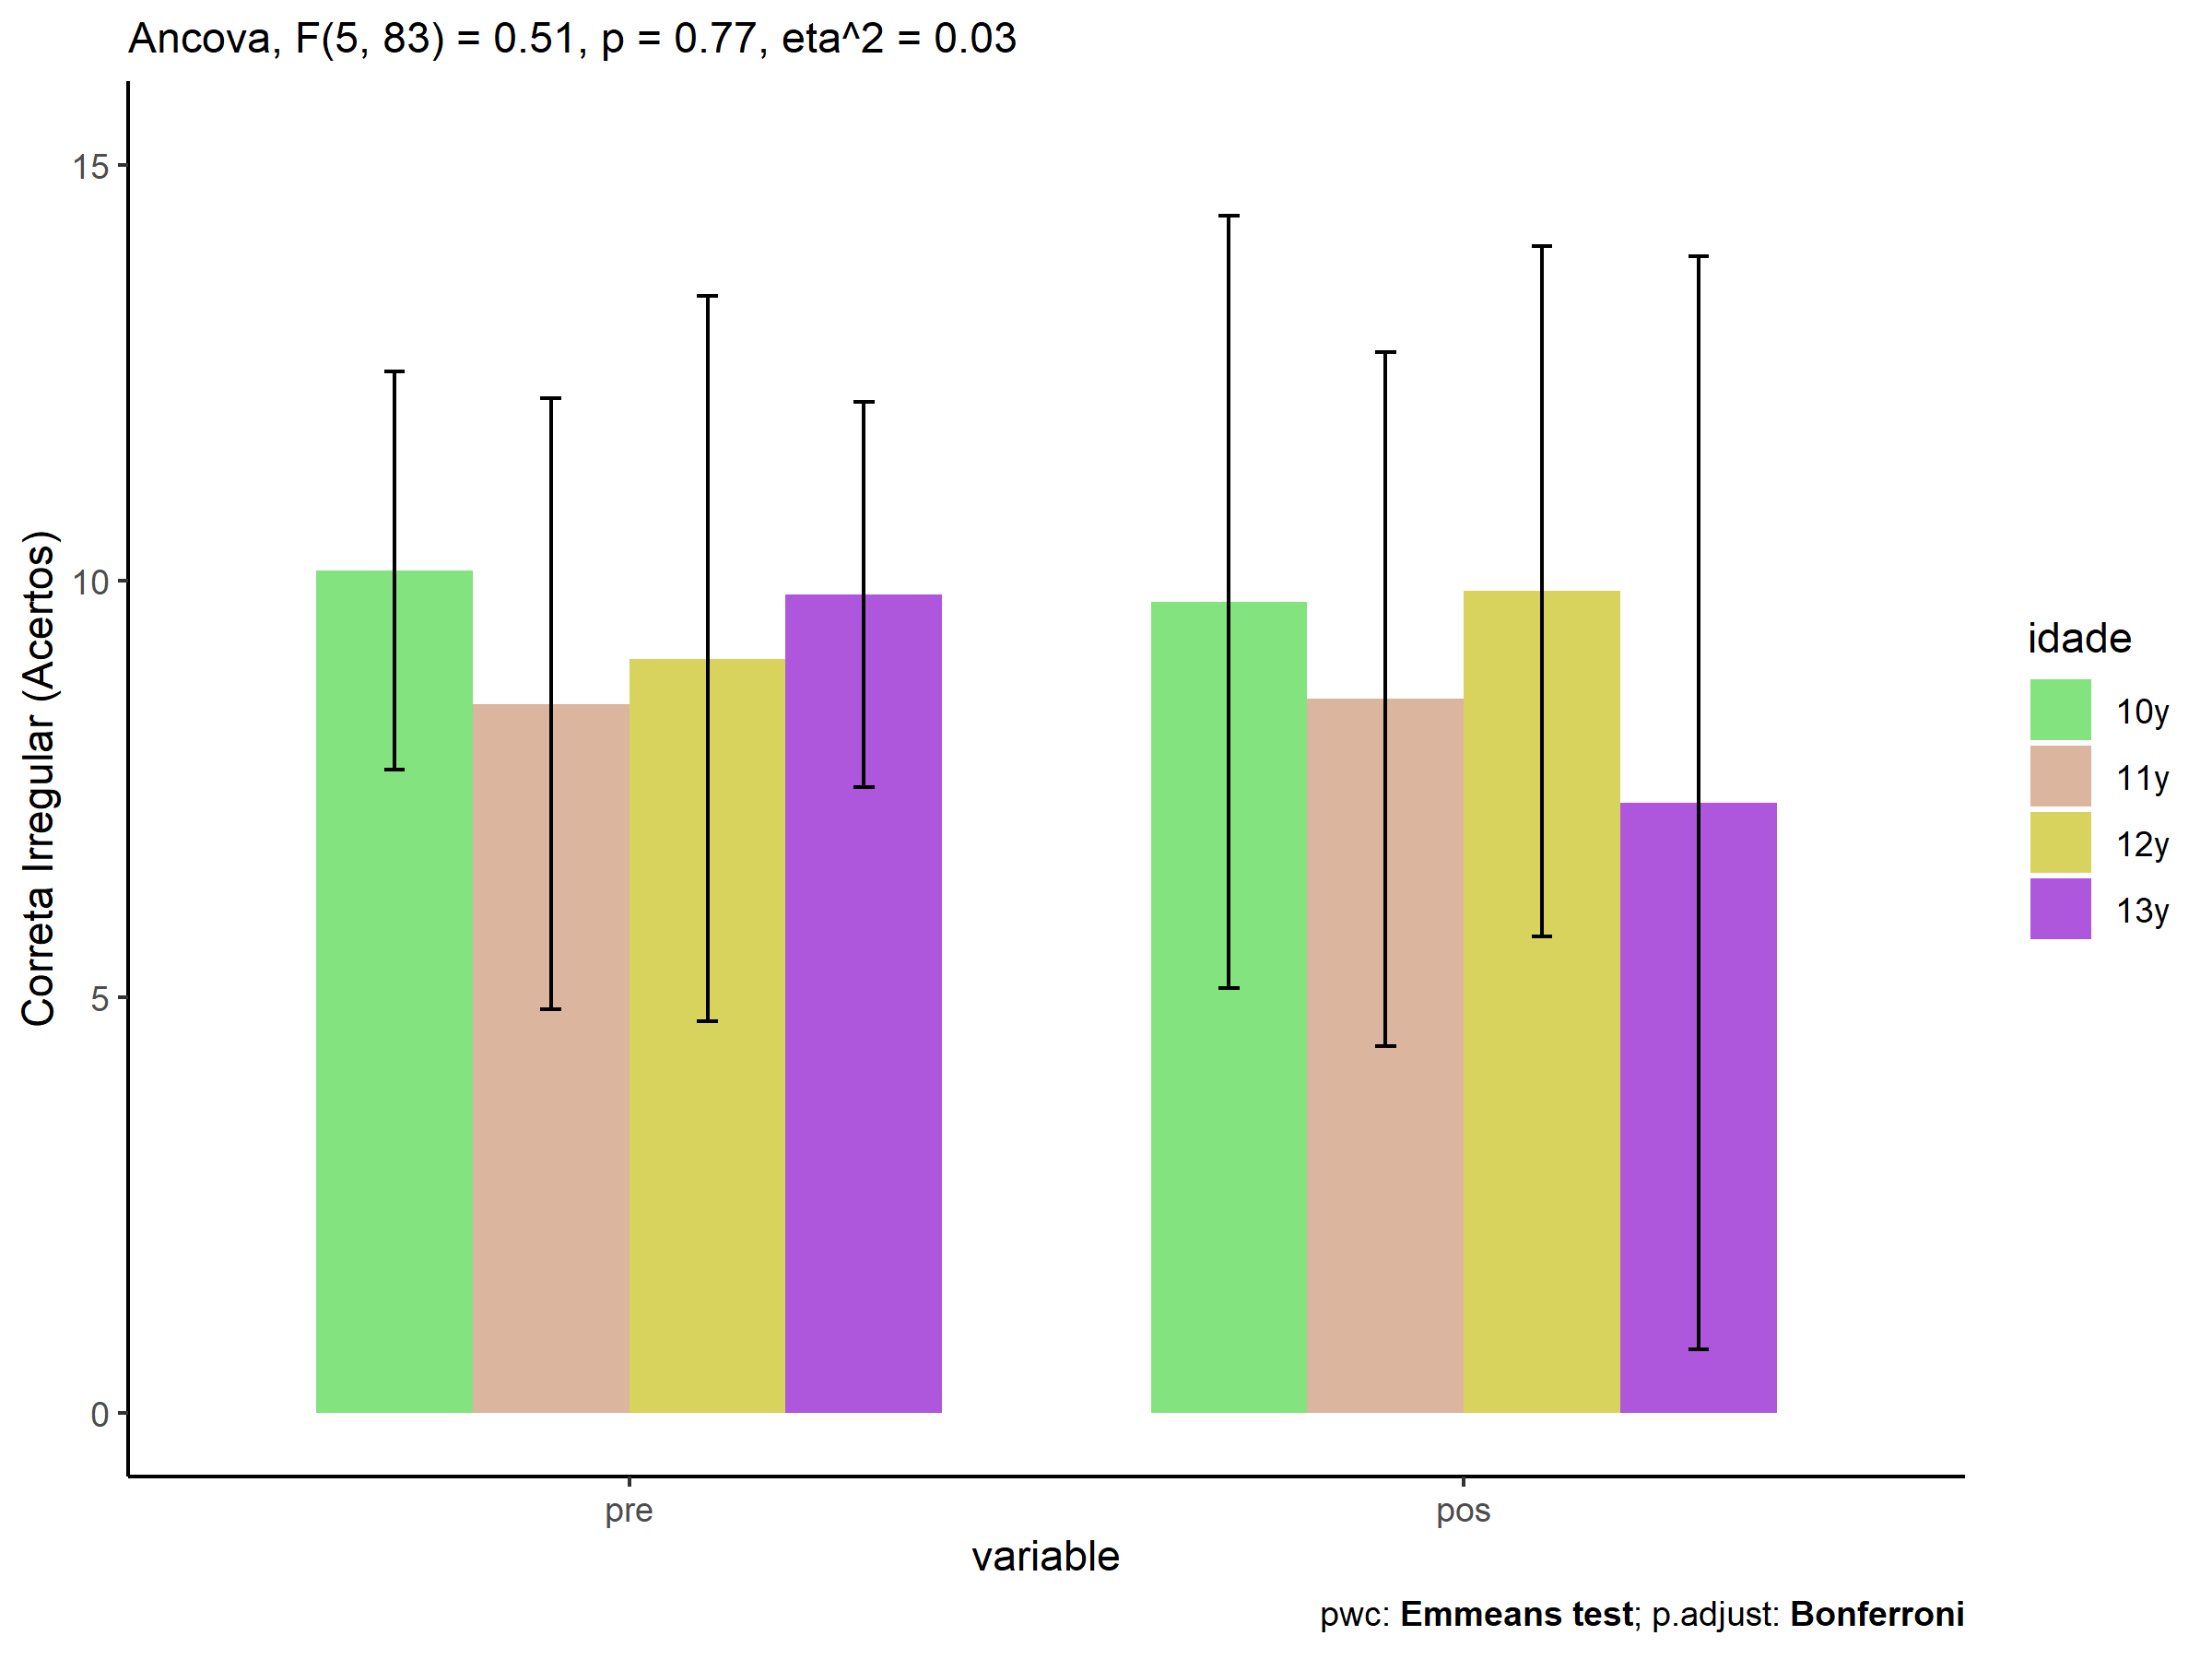 Ancova, F(5, 83) = 0.51, p = 0.77, eta^2 = 0.03
15
10
5
0
Correta Irregular (Acertos)
pre
pos
variable
idade
10y
11y
12y
13y
pwc: Emmeans test; p.adjust: Bonferroni